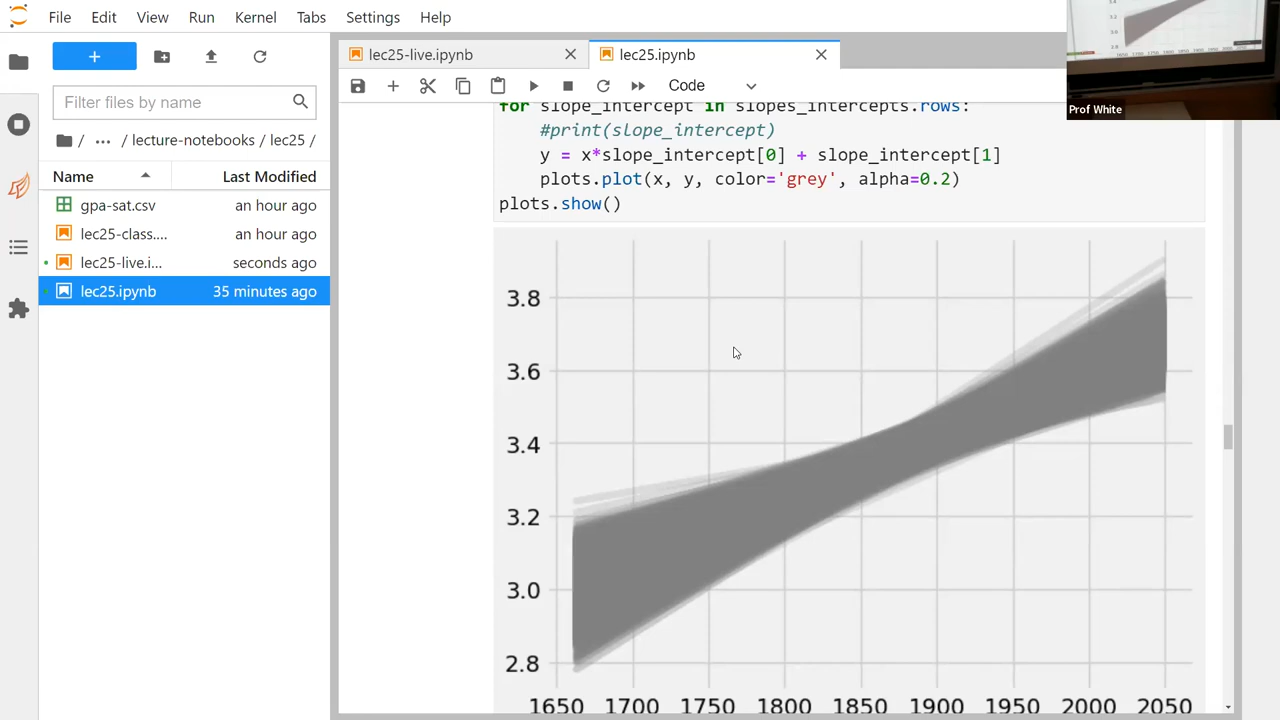 File Edit View Run Kernel Tabs Settings Help
lec25-live.ipynb
lec25.ipynb
Code
Filter files by name
/ ... / lecture-notebooks / lec25 /
Name Last Modified
gpa-sat.csv an hour ago
lec25-class.... an hour ago
lec25-live.i... seconds ago
lec25.ipynb 35 minutes ago
for slope_intercept in slopes_intercepts.rows:
#print(slope_intercept)
y = x*slope_intercept[0] + slope_intercept[1]
plots.plot(x, y, color='grey', alpha=0.2)
plots.show()
3.8
3.6
3.4
3.2
3.0
2.8
1650 1700 1750 1800 1850 1900 1950 2000 2050
Prof White